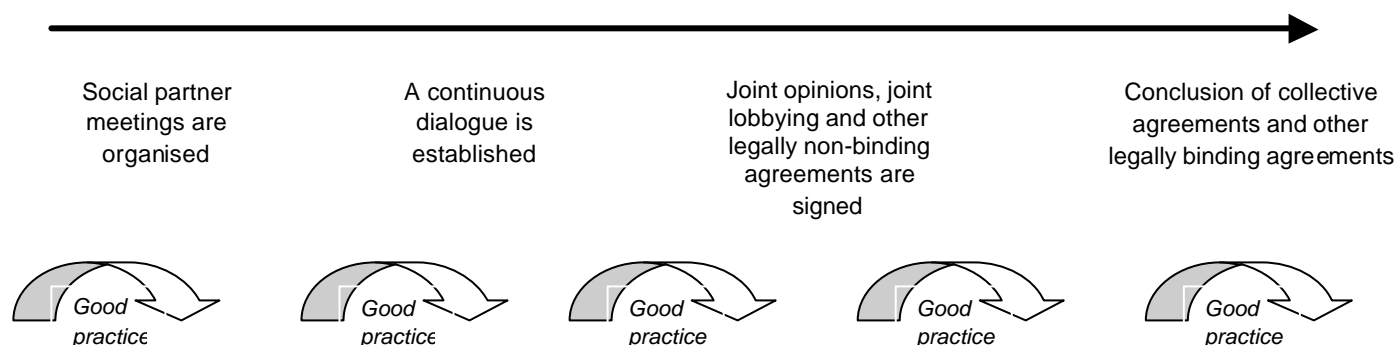 Social partner
meetings are
organised
A continuous
dialogue is
established
Joint opinions, joint
lobbying and other
legally non-binding
agreements are
signed
Conclusion of collective
agreements and other
legally binding agreements
Good
practice
Good
practice
Good
practice
Good
practice
Good
practice